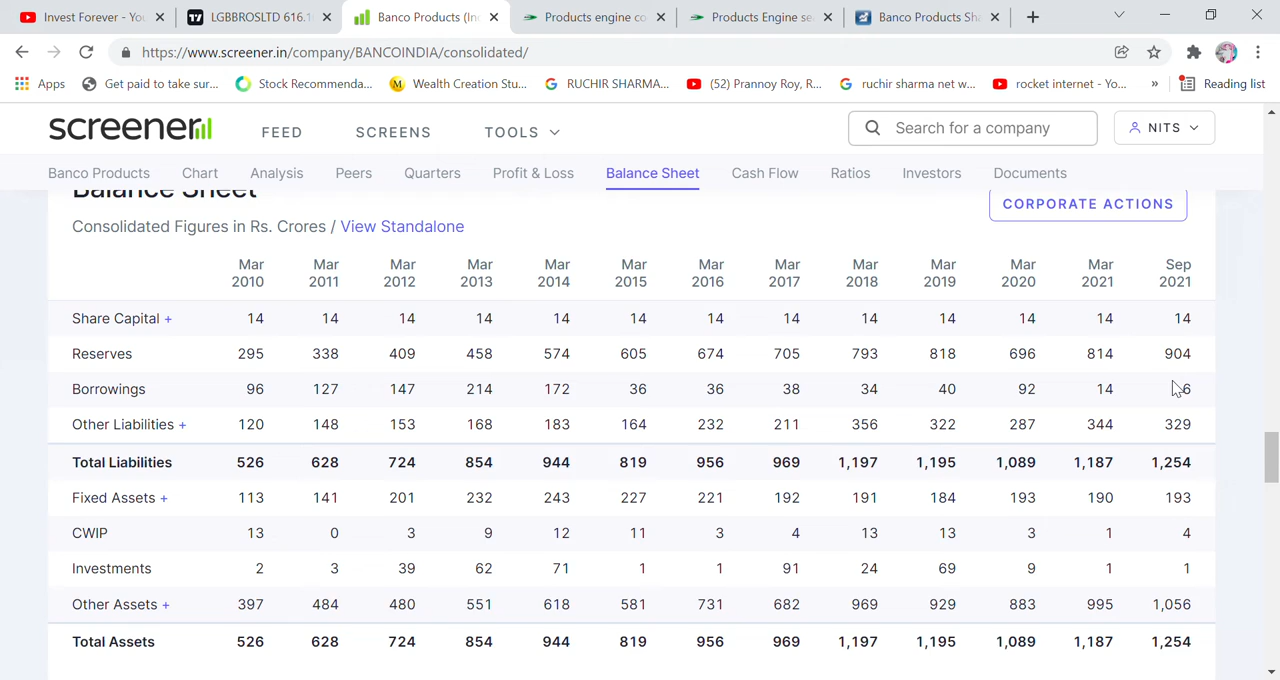 Invest Forever - You
LGBBROSLTD 616.1
Banco Products (In
Products engine co
Products Engine se
Banco Products Sha
https://www.screener.in/company/BANCOINDIA/consolidated/
Apps
Get paid to take sur...
Stock Recommenda...
Wealth Creation Stu...
RUCHIR SHARMA...
(52) Prannoy Roy, R...
ruchir sharma net w...
rocket internet - Yo...
»
Reading list
screener
FEED
SCREENS
TOOLS
Search for a company
NITS
Banco Products Chart Analysis Peers Quarters Profit & Loss Balance Sheet Cash Flow Ratios Investors Documents
Balance Sheet
CORPORATE ACTIONS
Consolidated Figures in Rs. Crores / View Standalone
Mar 2010 Mar 2011 Mar 2012 Mar 2013 Mar 2014 Mar 2015 Mar 2016 Mar 2017 Mar 2018 Mar 2019 Mar 2020 Mar 2021 Sep 2021
Share Capital + 14 14 14 14 14 14 14 14 14 14 14 14 14
Reserves 295 338 409 458 574 605 674 705 793 818 696 814 904
Borrowings 96 127 147 214 172 36 36 38 34 40 92 14 6
Other Liabilities + 120 148 153 168 183 164 232 211 356 322 287 344 329
Total Liabilities 526 628 724 854 944 819 956 969 1,197 1,195 1,089 1,187 1,254
Fixed Assets + 113 141 201 232 243 227 221 192 191 184 193 190 193
CWIP 13 0 3 9 12 11 3 4 13 13 3 1 4
Investments 2 3 39 62 71 1 1 91 24 69 9 1 1
Other Assets + 397 484 480 551 618 581 731 682 969 929 883 995 1,056
Total Assets 526 628 724 854 944 819 956 969 1,197 1,195 1,089 1,187 1,254